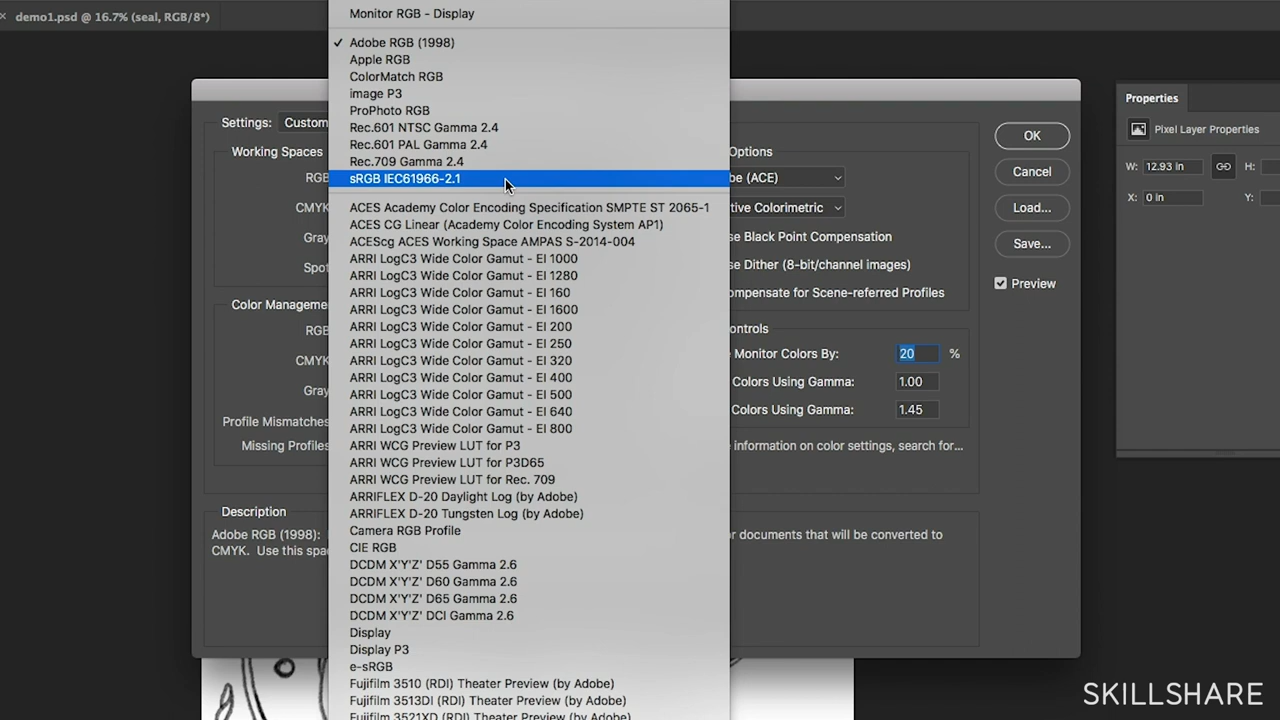 × demo1.psd @ 16.7% (seal, RGB/8*)
Monitor RGB - Display
✓ Adobe RGB (1998)
Apple RGB
ColorMatch RGB
image P3
ProPhoto RGB
Rec.601 NTSC Gamma 2.4
Rec.601 PAL Gamma 2.4
Rec.709 Gamma 2.4
sRGB IEC61966-2.1
ACES Academy Color Encoding Specification SMPTE ST 2065-1
ACES CG Linear (Academy Color Encoding System AP1)
ACEScg ACES Working Space AMPAS S-2014-004
ARRI LogC3 Wide Color Gamut - EI 1000
ARRI LogC3 Wide Color Gamut - EI 1280
ARRI LogC3 Wide Color Gamut - EI 160
ARRI LogC3 Wide Color Gamut - EI 1600
ARRI LogC3 Wide Color Gamut - EI 200
ARRI LogC3 Wide Color Gamut - EI 250
ARRI LogC3 Wide Color Gamut - EI 320
ARRI LogC3 Wide Color Gamut - EI 400
ARRI LogC3 Wide Color Gamut - EI 500
ARRI LogC3 Wide Color Gamut - EI 640
ARRI LogC3 Wide Color Gamut - EI 800
ARRI WCG Preview LUT for P3
ARRI WCG Preview LUT for P3D65
ARRI WCG Preview LUT for Rec. 709
ARRIFLEX D-20 Daylight Log (by Adobe)
ARRIFLEX D-20 Tungsten Log (by Adobe)
Camera RGB Profile
CIE RGB
DCDM X'Y'Z' D55 Gamma 2.6
DCDM X'Y'Z' D60 Gamma 2.6
DCDM X'Y'Z' D65 Gamma 2.6
DCDM X'Y'Z' DCI Gamma 2.6
Display
Display P3
e-sRGB
Fujifilm 3510 (RDI) Theater Preview (by Adobe)
Fujifilm 3513DI (RDI) Theater Preview (by Adobe)
Fujifilm 3521XD (RDI) Theater Preview (by Adobe)
Settings: Custom
Working Spaces
RGB
CMYK
Gray
Spot
Color Manageme
RGB
CMYK
Gray
Profile Mismatches
Missing Profiles
Description
Adobe RGB (1998):
CMYK. Use this spa
Options
be (ACE)
tive Colorimetric
se Black Point Compensation
se Dither (8-bit/channel images)
ompensate for Scene-referred Profiles
ontrols
e Monitor Colors By: 20 %
Colors Using Gamma: 1.00
Colors Using Gamma: 1.45
e information on color settings, search for...
or documents that will be converted to
OK
Cancel
Load...
Save...
Preview
Properties
Pixel Layer Properties
W: 12.93 in H:
X: 0 in Y:
SKILLSHARE